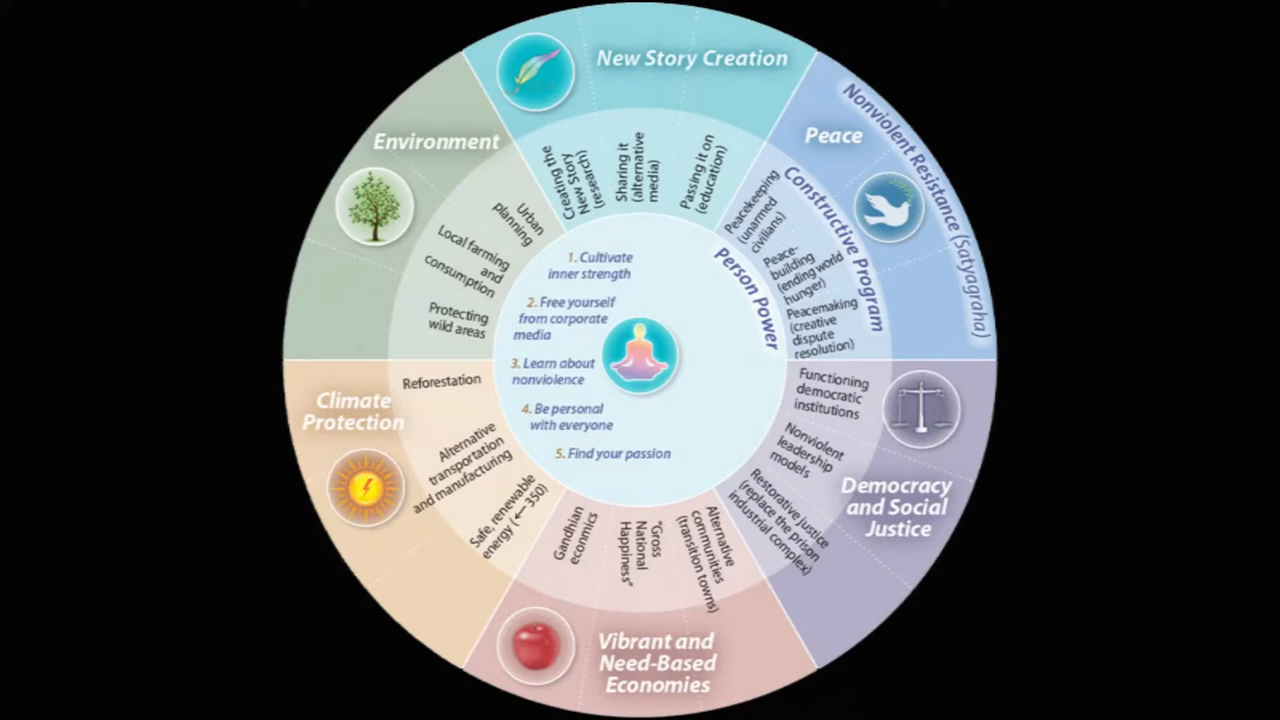 New Story Creation
Creating the
New Story
(research)
Sharing it
(alternative
media)
Passing it on
(education)
Peace
Nonviolent Resistance (Satyagraha)
Constructive Program
Person Power
Peacekeeping
(unarmed
civilians)
Peace-
building
(ending world
hunger)
Peacemaking
(creative
dispute
resolution)
Functioning
democratic
institutions
Nonviolent
leadership
models
Restorative justice
(replace the prison
industrial complex)
Democracy
and Social
Justice
Alternative
communities
(transition towns)
"Gross
National
Happiness"
Gandhian
econmics
Vibrant and
Need-Based
Economies
Safe, renewable
energy (←350)
Alternative
transportation
and manufacturing
Reforestation
Climate
Protection
Protecting
wild areas
Local farming
and
consumption
Urban
planning
Environment
1. Cultivate
inner strength
2. Free yourself
from corporate
media
3. Learn about
nonviolence
4. Be personal
with everyone
5. Find your passion